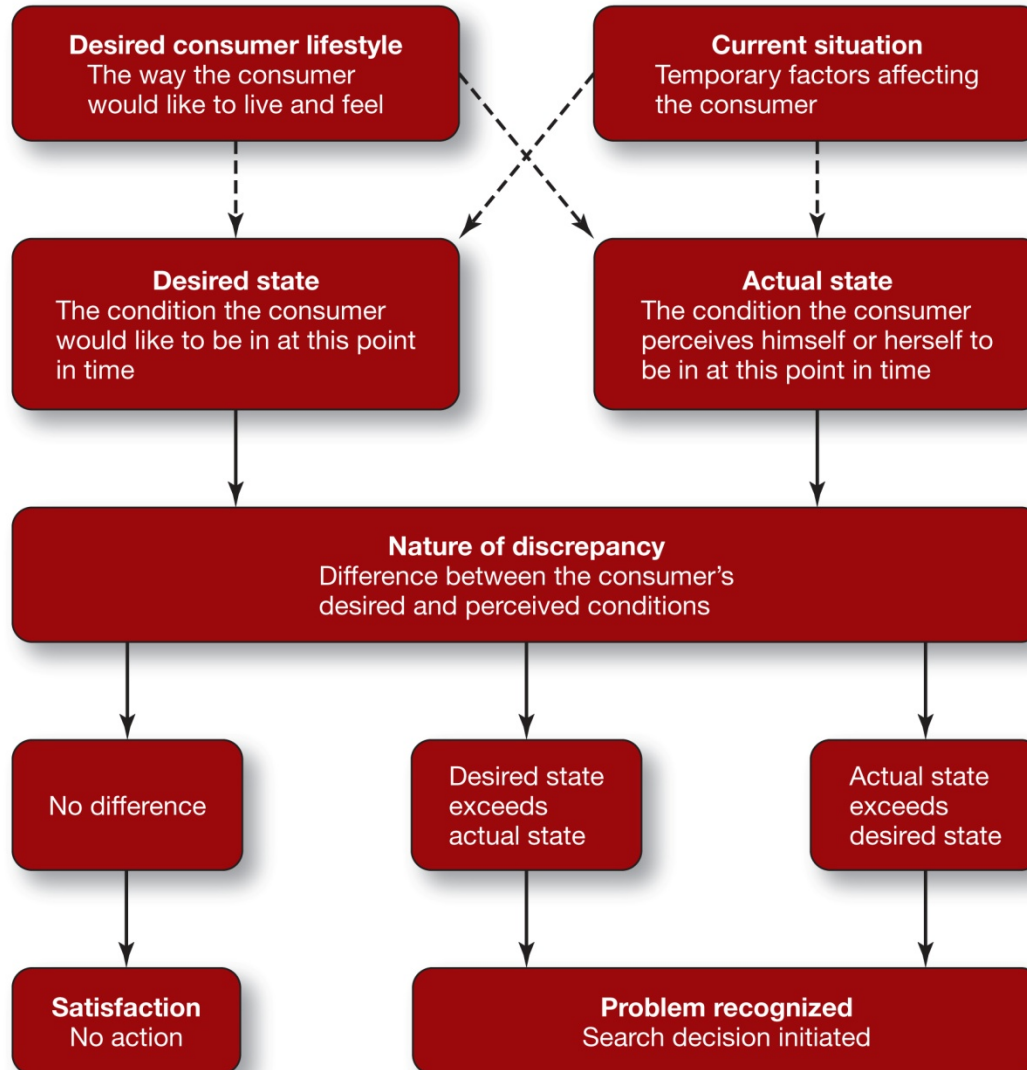 Desired consumer lifestyle
The way the consumer
would like to live and feel
Current situation
Temporary factors affecting
the consumer
Desired state
The condition the consumer
would like to be in at this point
in time
Actual state
The condition the consumer
perceives himself or herself to
be in at this point in time
Nature of discrepancy
Difference between the consumer’s
desired and perceived conditions
No difference
Desired state
exceeds
actual state
Actual state
exceeds
desired state
Satisfaction
No action
Problem recognized
Search decision initiated